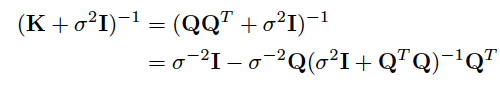 (K + σ²I)⁻¹ = (QQᵀ + σ²I)⁻¹
= σ⁻²I − σ⁻²Q(σ²I + QᵀQ)⁻¹Qᵀ